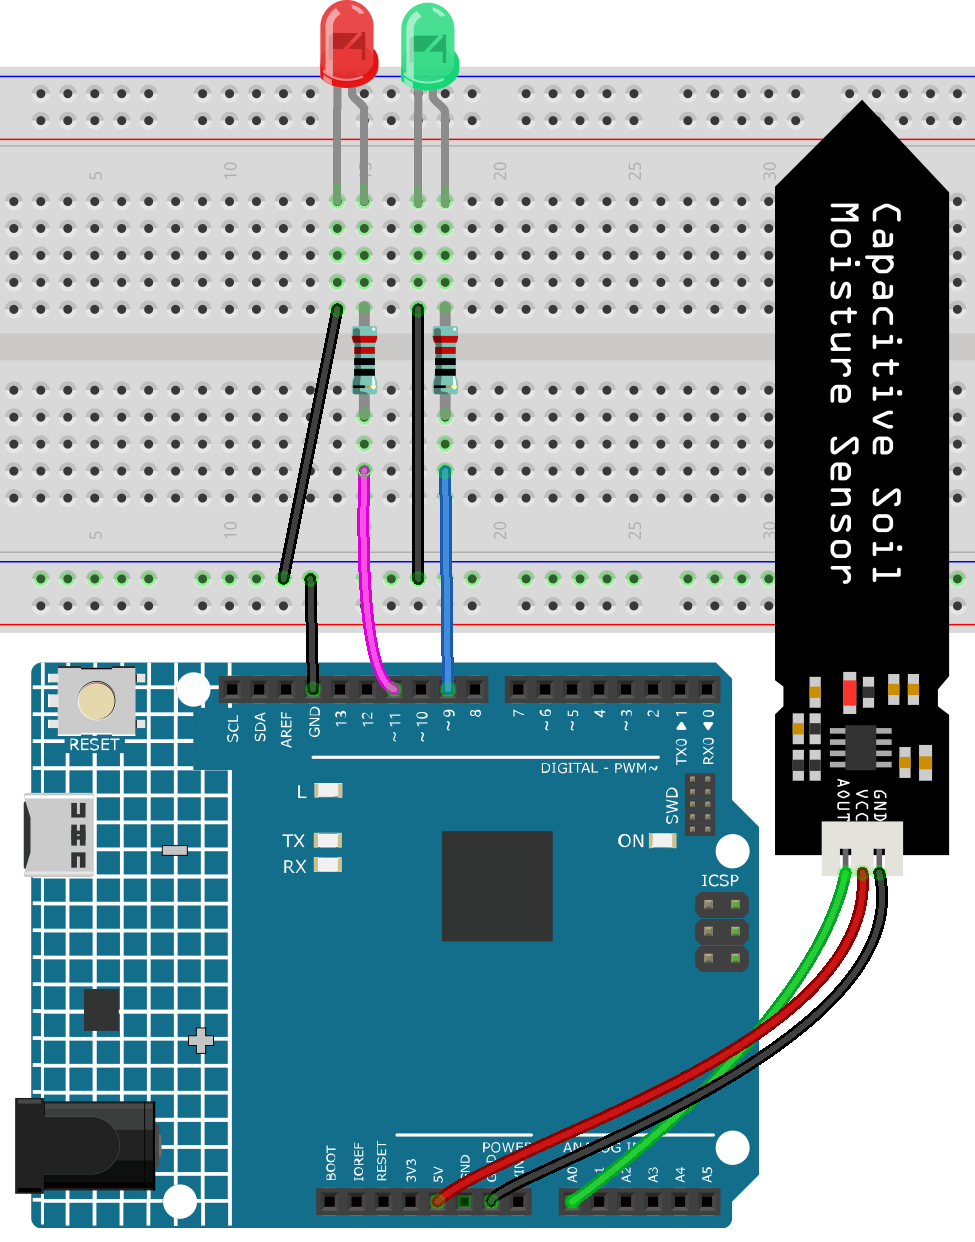 5
10
15
20
25
30
Capacitive Soil
Moisture Sensor
5
10
20
25
30
RESET
SCL
SDA
AREF
GND
13
12
~11
~10
~9
8
7
~6
~5
4
~3
2
TX0▶1
RX0◀0
DIGITAL - PWM~
L
TX
RX
ON
SWD
ICSP
AOUT
VCC
GND
POWER
ANALOG IN
BOOT
IOREF
RESET
3V3
5V
GND
GND
VIN
A0
A1
A2
A3
A4
A5